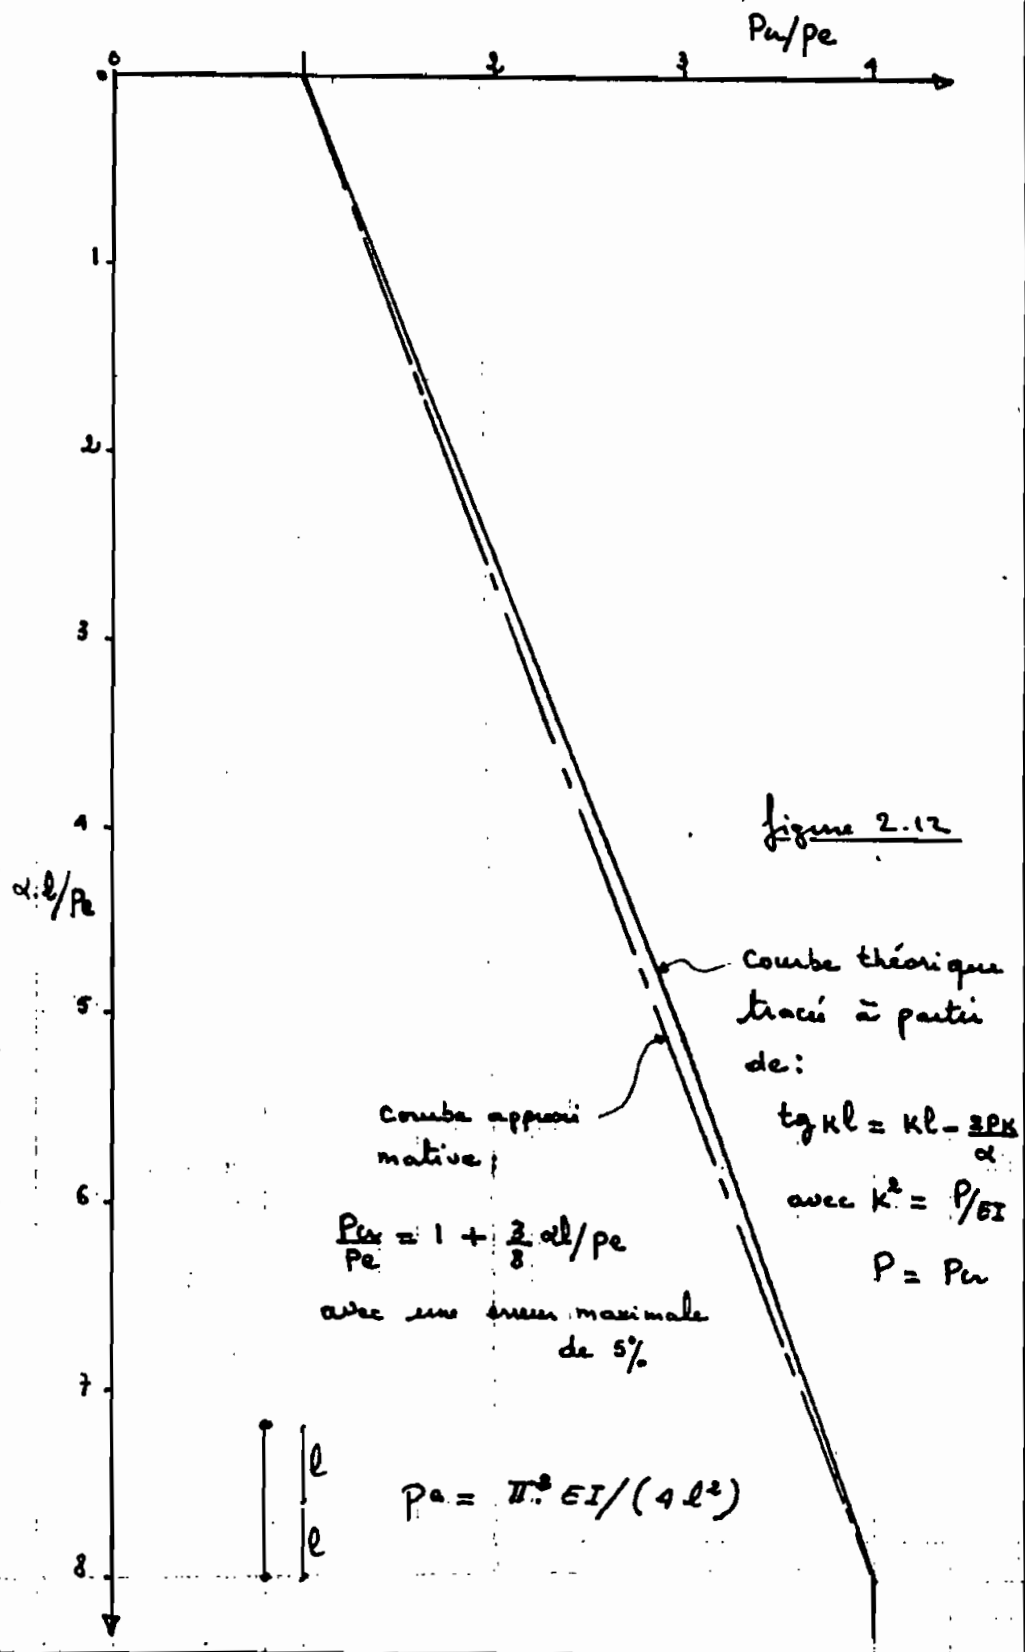 Pcr/Pe
0 2 3 4
1
2
3
4
αl/Pe
5
6
7
8
figure 2.12
courbe théorique
tracée à partir
de:
tg Kl = Kl - 2PK/α
avec K² = P/EI
P = Pcr
courbe approxi
mative
Pcr/Pe = 1 + 3/8 αl/Pe
avec une erreur maximale
de 5%
l
l
Pe = π² EI/(4 l²)